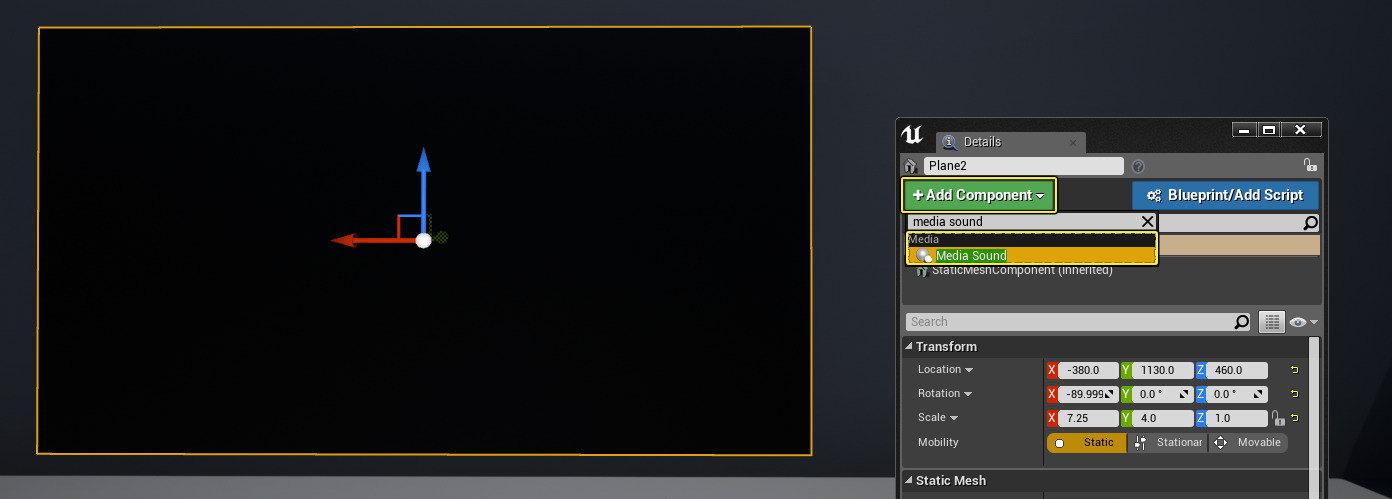 Details
Plane2
Add Component
Blueprint/Add Script
media sound
Media
Media Sound
StaticMeshComponent (Inherited)
Search
Transform
Location X -380.0 Y 1130.0 Z 460.0
Rotation X -89.999 Y 0.0 ° Z 0.0 °
Scale X 7.25 Y 4.0 Z 1.0
Mobility Static Stationar Movable
Static Mesh